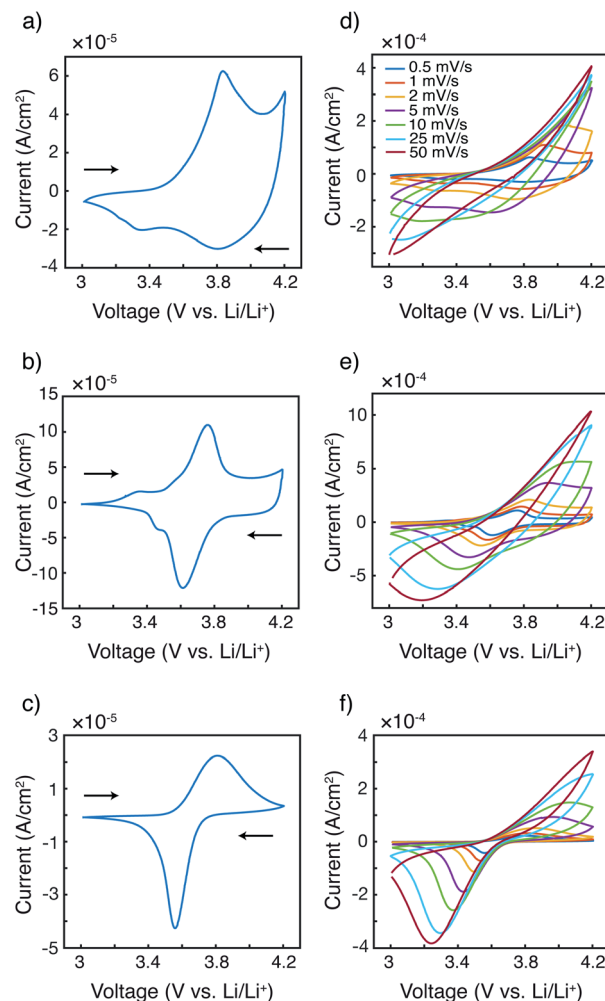 a)
×10⁻⁵
Current (A/cm²)
6
4
2
0
-2
-4
3 3.4 3.8 4.2
Voltage (V vs. Li/Li⁺)
d)
×10⁻⁴
Current (A/cm²)
4
2
0
-2
0.5 mV/s
1 mV/s
2 mV/s
5 mV/s
10 mV/s
25 mV/s
50 mV/s
3 3.4 3.8 4.2
Voltage (V vs. Li/Li⁺)
b)
×10⁻⁵
Current (A/cm²)
15
10
5
0
-5
-10
-15
3 3.4 3.8 4.2
Voltage (V vs. Li/Li⁺)
e)
×10⁻⁴
Current (A/cm²)
10
5
0
-5
3 3.4 3.8 4.2
Voltage (V vs. Li/Li⁺)
c)
×10⁻⁵
Current (A/cm²)
3
1
-1
-3
-5
3 3.4 3.8 4.2
Voltage (V vs. Li/Li⁺)
f)
×10⁻⁴
Current (A/cm²)
4
2
0
-2
-4
3 3.4 3.8 4.2
Voltage (V vs. Li/Li⁺)